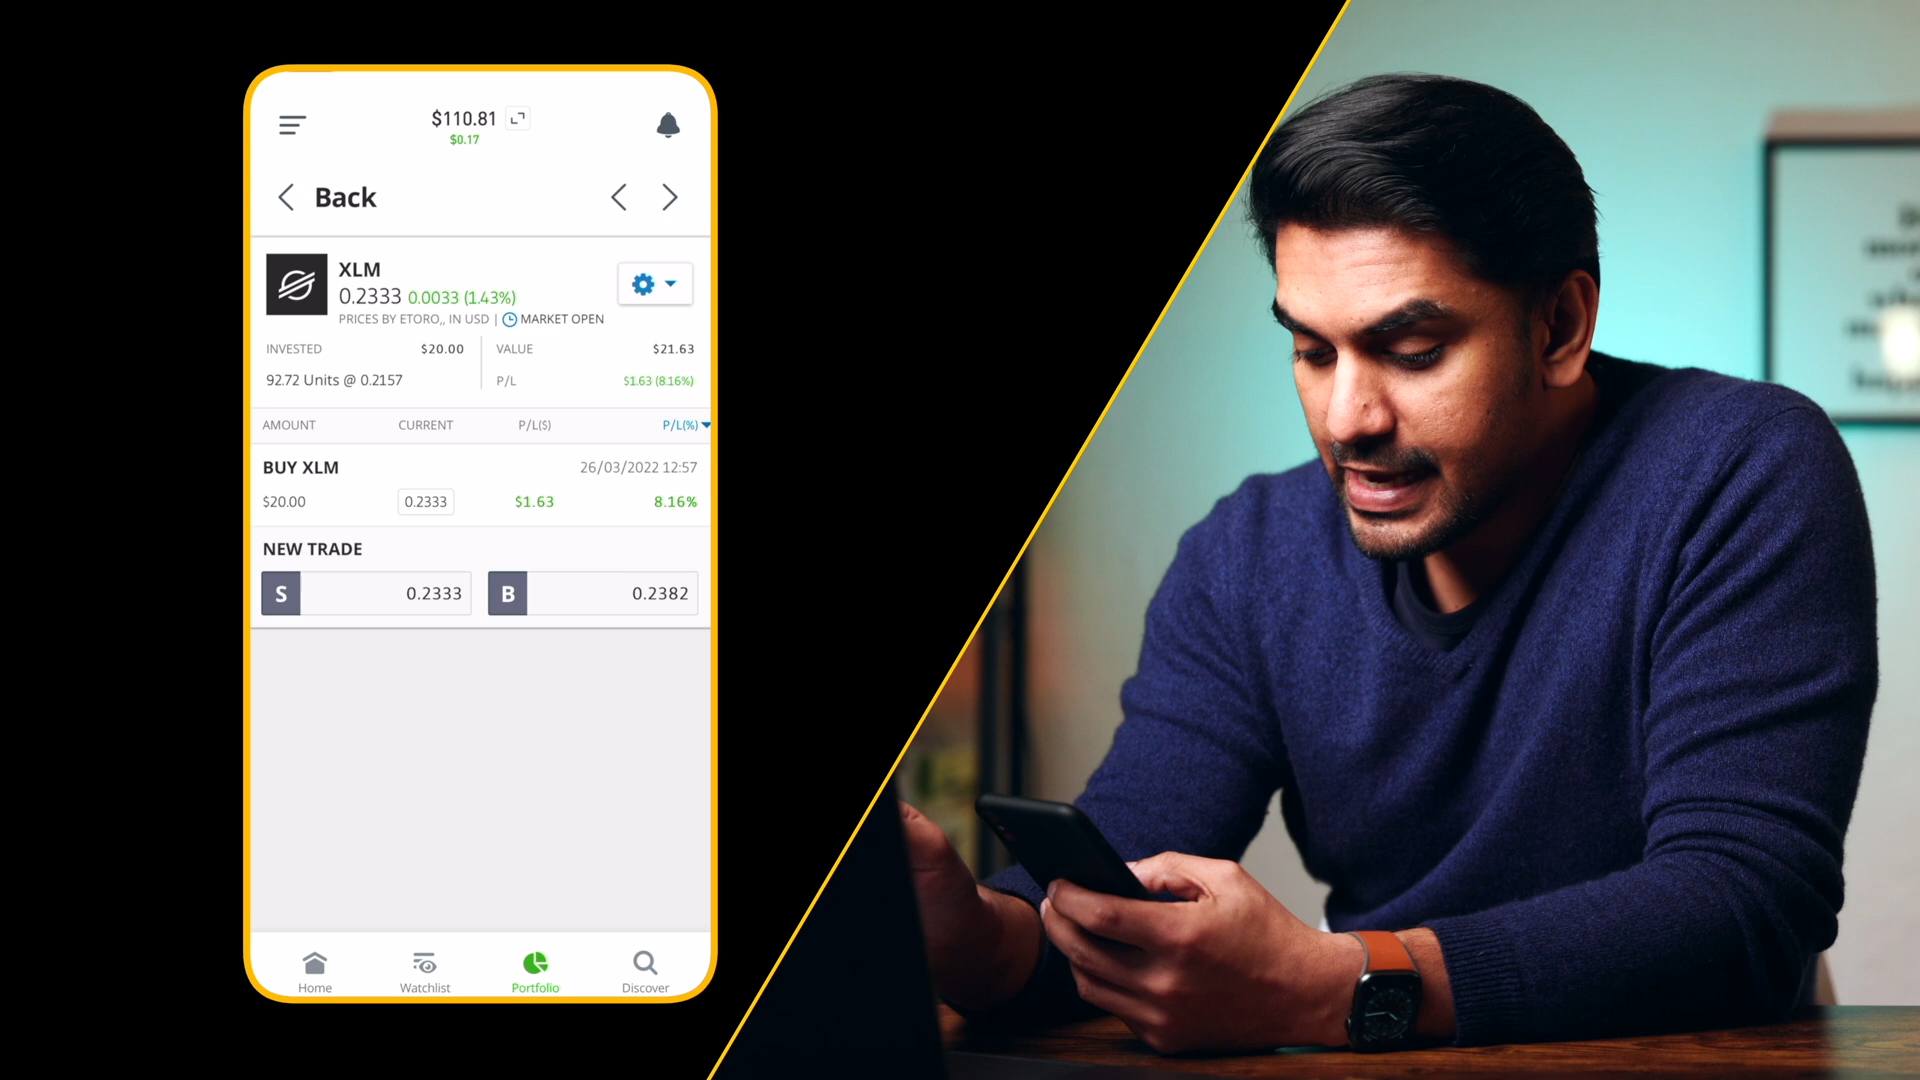 $110.81
$0.17
Back
XLM
0.2333 0.0033 (1.43%)
PRICES BY ETORO,, IN USD | MARKET OPEN
INVESTED $20.00 VALUE $21.63
92.72 Units @ 0.2157 P/L $1.63 (8.16%)
AMOUNT CURRENT P/L($) P/L(%)
BUY XLM 26/03/2022 12:57
$20.00 0.2333 $1.63 8.16%
NEW TRADE
S 0.2333 B 0.2382
Home Watchlist Portfolio Discover